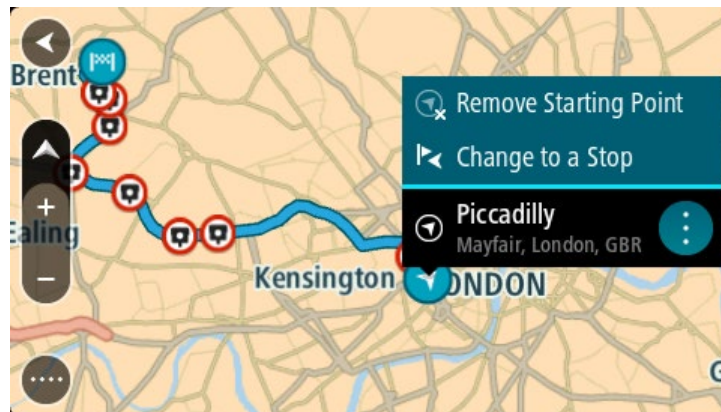 Brent
Remove Starting Point
Change to a Stop
Piccadilly
Mayfair, London, GBR
Ealing
Kensington
ONDON
G